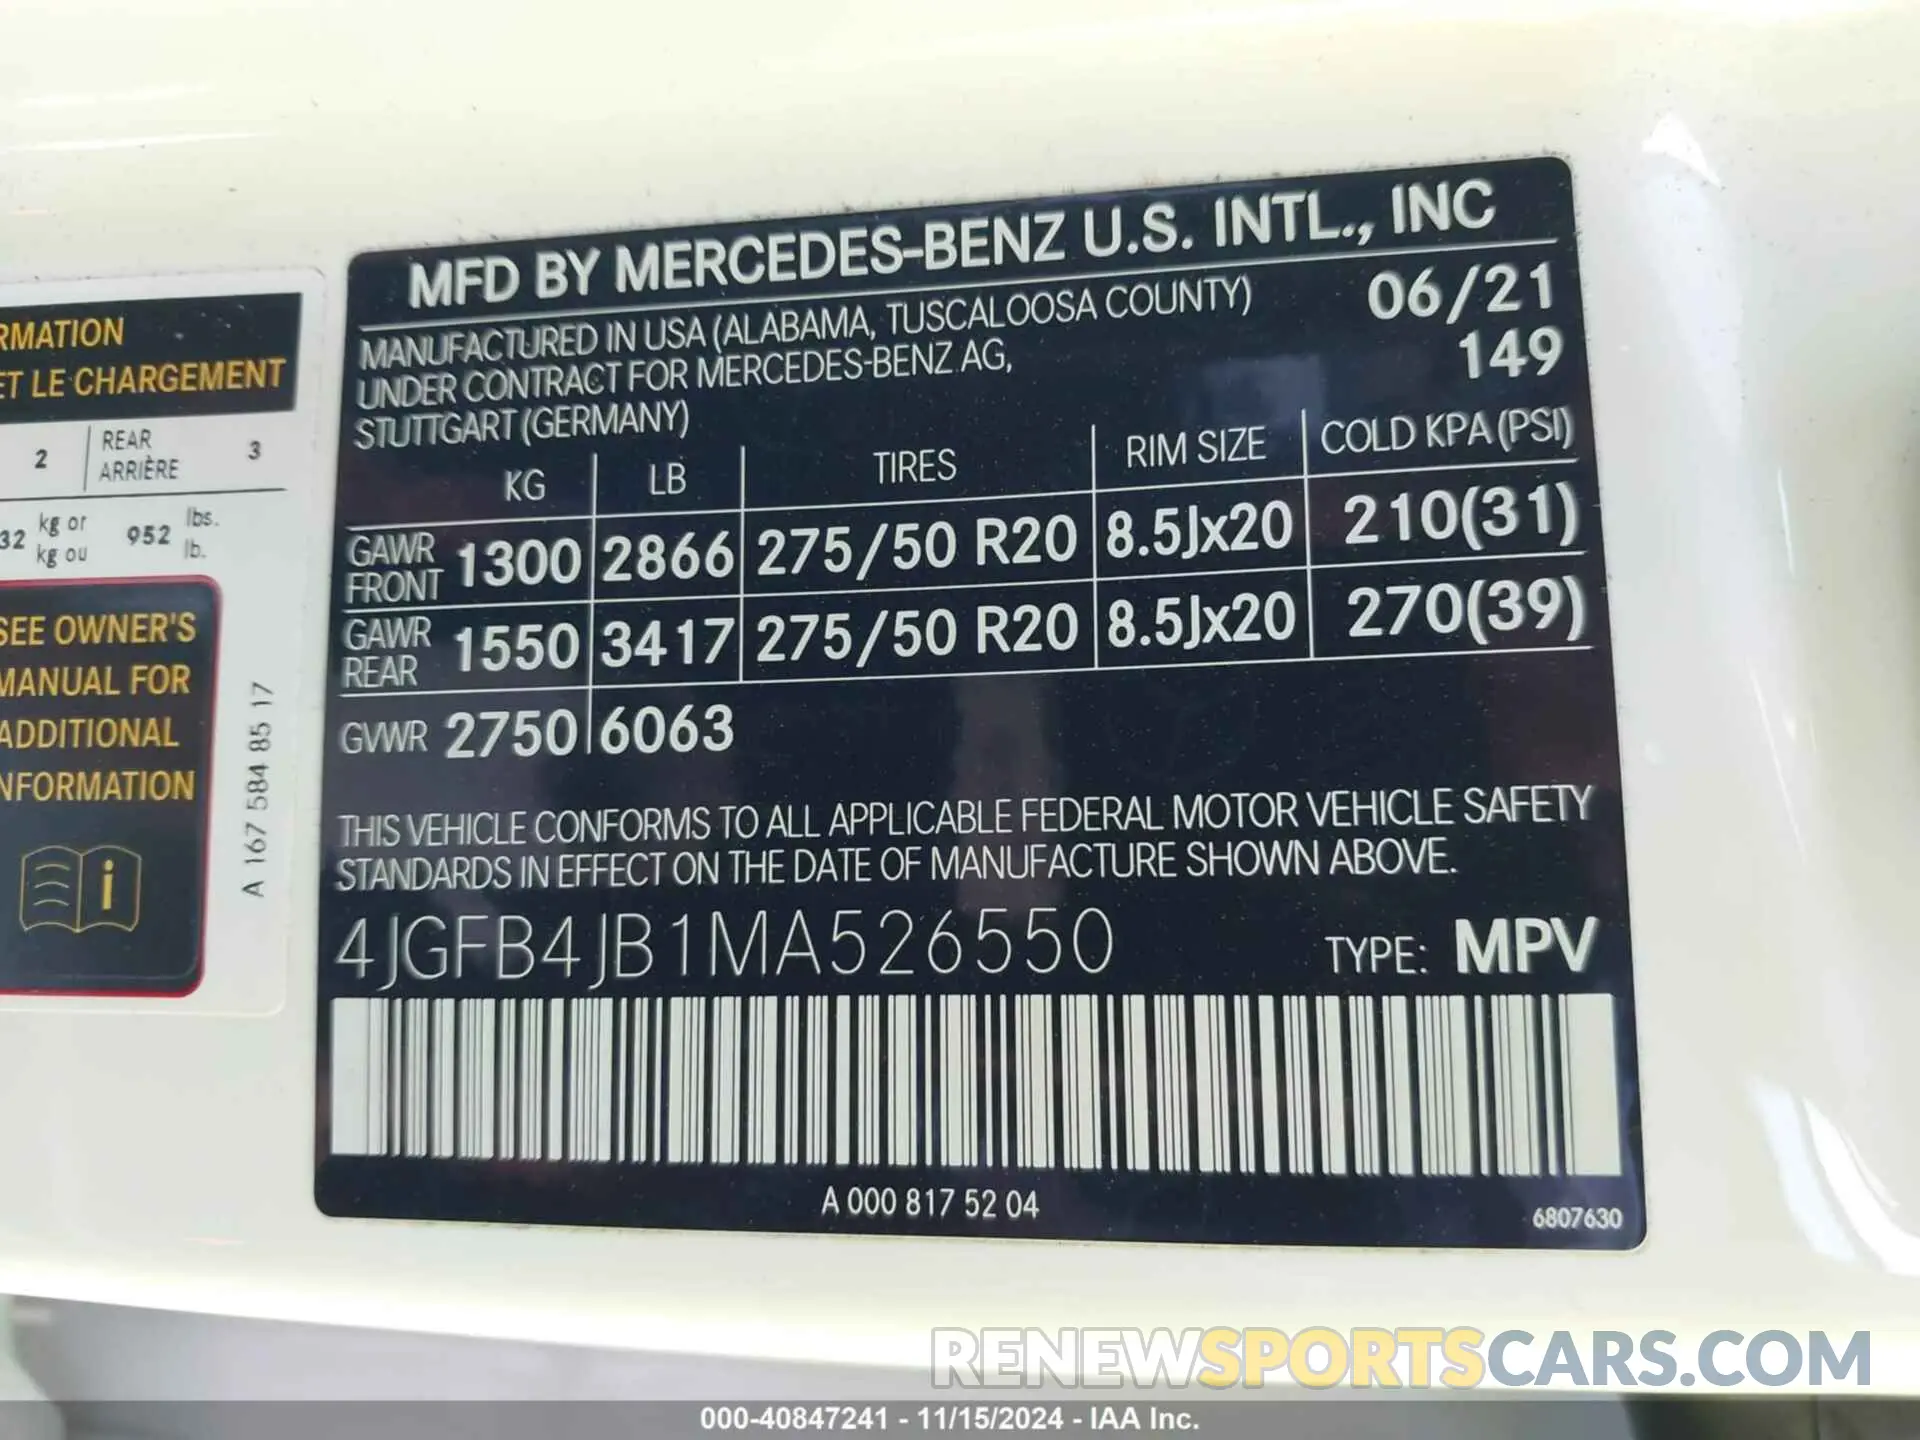 RMATION
ET LE CHARGEMENT
2 REAR ARRIÈRE 3
32 kg or kg ou 952 lbs. lb.
SEE OWNER'S
MANUAL FOR
ADDITIONAL
INFORMATION
A 167 584 85 17
MFD BY MERCEDES-BENZ U.S. INTL., INC
MANUFACTURED IN USA (ALABAMA, TUSCALOOSA COUNTY) 06/21
UNDER CONTRACT FOR MERCEDES-BENZ AG, 149
STUTTGART (GERMANY)
KG LB TIRES RIM SIZE COLD KPA (PSI)
GAWR FRONT 1300 2866 275/50 R20 8.5Jx20 210(31)
GAWR REAR 1550 3417 275/50 R20 8.5Jx20 270(39)
GVWR 2750 6063
THIS VEHICLE CONFORMS TO ALL APPLICABLE FEDERAL MOTOR VEHICLE SAFETY
STANDARDS IN EFFECT ON THE DATE OF MANUFACTURE SHOWN ABOVE.
4JGFB4JB1MA526550 TYPE: MPV
A 000 817 52 04
6807630
RENEWSPORTSCARS.COM
000-40847241 - 11/15/2024 - IAA Inc.